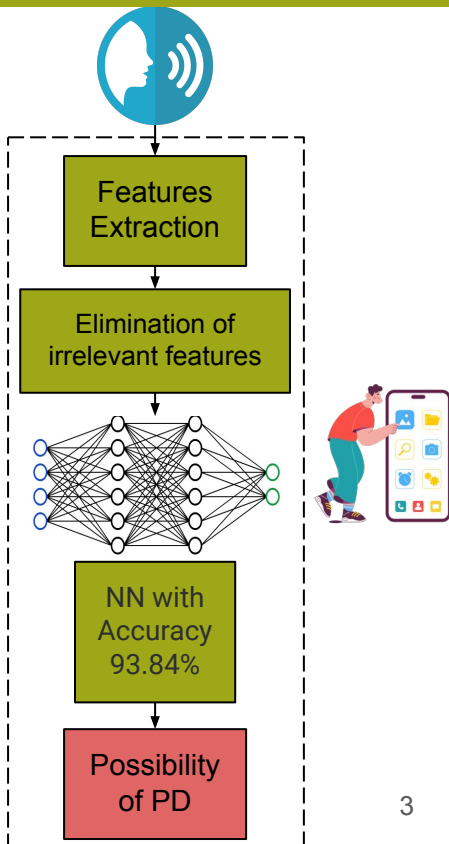 Features
Extraction
Elimination of
irrelevant features
NN with
Accuracy
93.84%
Possibility
of PD
3